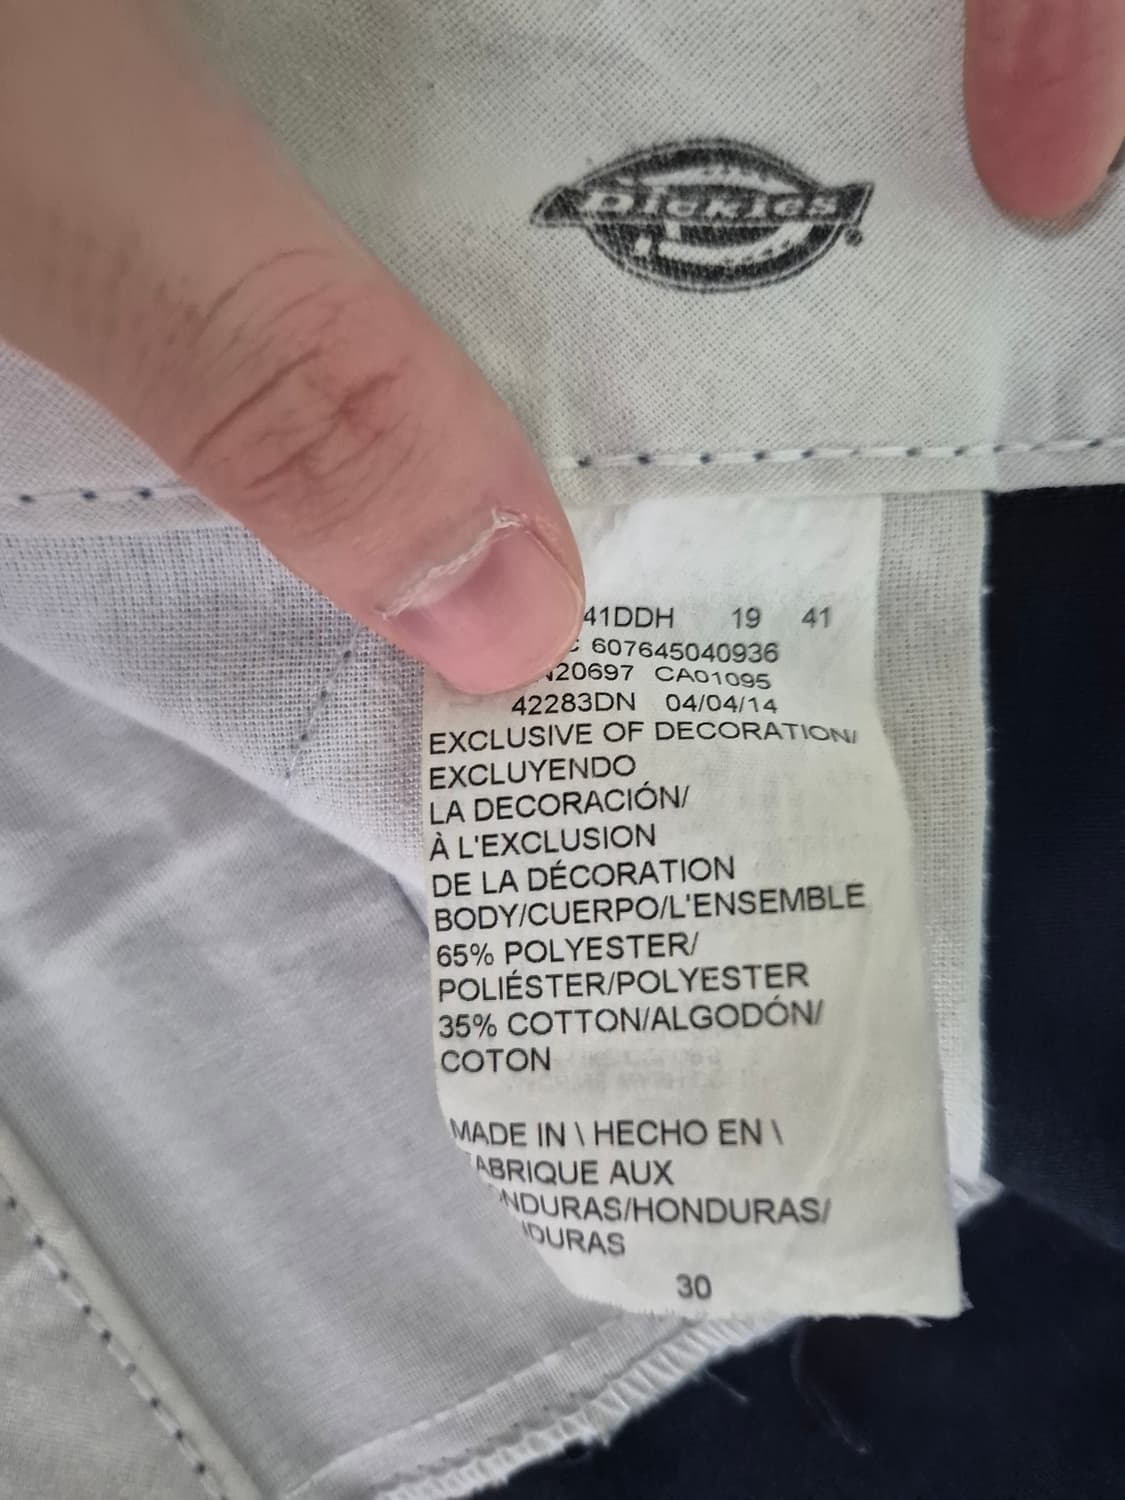 Dickies
41DDH 19 41
607645040936
20697 CA01095
42283DN 04/04/14
EXCLUSIVE OF DECORATION/
EXCLUYENDO
LA DECORACIÓN/
À L'EXCLUSION
DE LA DÉCORATION
BODY/CUERPO/L'ENSEMBLE
65% POLYESTER/
POLIÉSTER/POLYESTER
35% COTTON/ALGODÓN/
COTON
MADE IN \ HECHO EN \
ABRIQUE AUX
NDURAS/HONDURAS/
DURAS
30